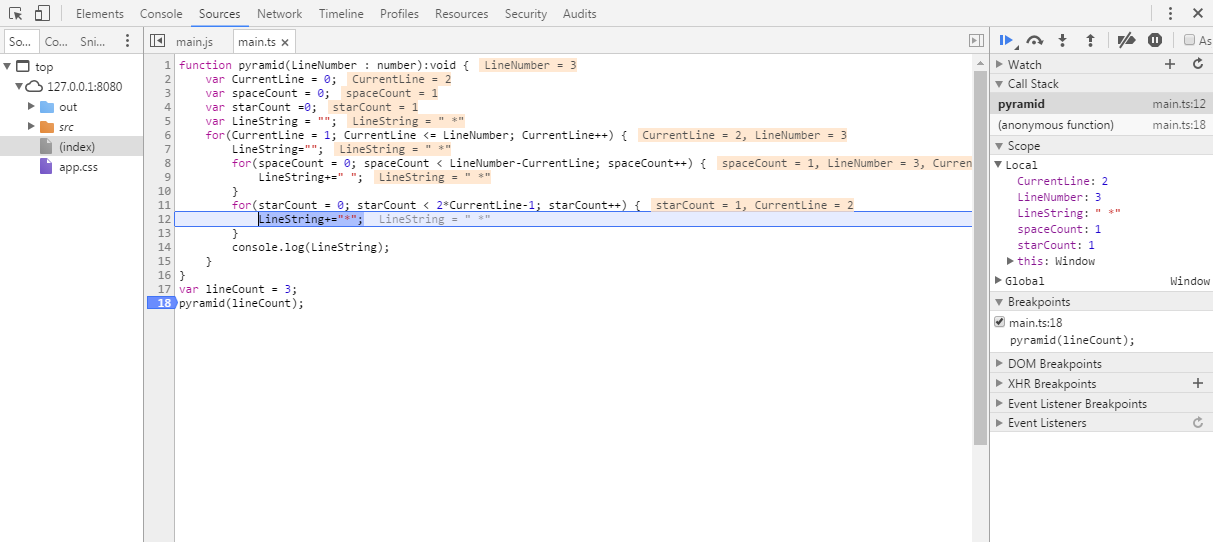 Elements Console Sources Network Timeline Profiles Resources Security Audits
So... Co... Sni...
top
127.0.0.1:8080
out
src
(index)
app.css
main.js main.ts
1 function pyramid(LineNumber : number):void { LineNumber = 3
2 var CurrentLine = 0; CurrentLine = 2
3 var spaceCount = 0; spaceCount = 1
4 var starCount =0; starCount = 1
5 var LineString = ""; LineString = " *"
6 for(CurrentLine = 1; CurrentLine <= LineNumber; CurrentLine++) { CurrentLine = 2, LineNumber = 3
7 LineString=""; LineString = " *"
8 for(spaceCount = 0; spaceCount < LineNumber-CurrentLine; spaceCount++) { spaceCount = 1, LineNumber = 3, Curren
9 LineString+=" "; LineString = " *"
10 }
11 for(starCount = 0; starCount < 2*CurrentLine-1; starCount++) { starCount = 1, CurrentLine = 2
12 LineString+="*"; LineString = " *"
13 }
14 console.log(LineString);
15 }
16 }
17 var lineCount = 3;
18 pyramid(lineCount);
As
Watch
Call Stack
pyramid main.ts:12
(anonymous function) main.ts:18
Scope
Local
CurrentLine: 2
LineNumber: 3
LineString: " *"
spaceCount: 1
starCount: 1
this: Window
Global Window
Breakpoints
main.ts:18
pyramid(lineCount);
DOM Breakpoints
XHR Breakpoints
Event Listener Breakpoints
Event Listeners